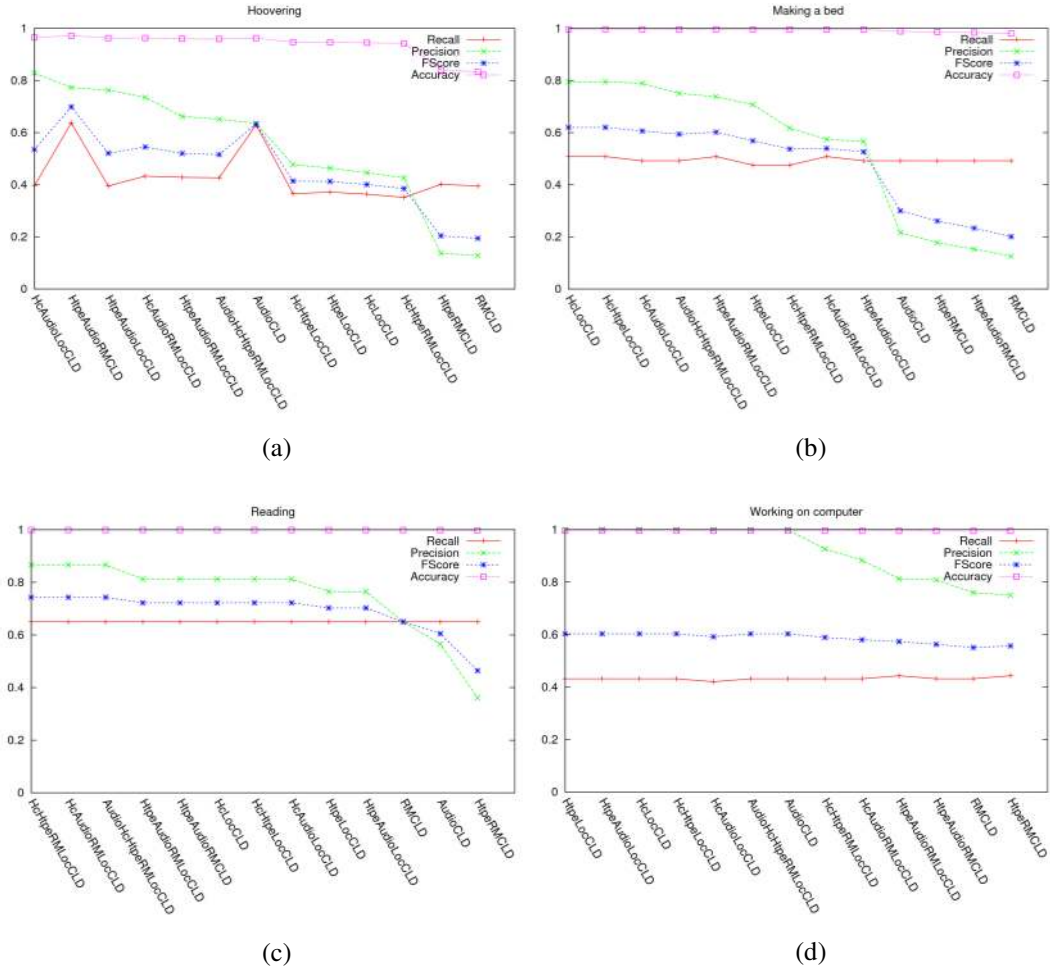 Hoovering
1
0.8
0.6
0.4
0.2
0
Recall
Precision
FScore
Accuracy
HcAudioLocCLD
HtpeAudioRMCLD
HtpeAudioLocCLD
HcAudioRMLocCLD
HtpeAudioRMLocCLD
AudioHcHtpeRMLocCLD
AudioCLD
HcHtpeLocCLD
HtpeLocCLD
HcLocCLD
HcHtpeRMLocCLD
HtpeRMCLD
RMCLD
(a)
Making a bed
1
0.8
0.6
0.4
0.2
0
Recall
Precision
FScore
Accuracy
HcLocCLD
HcHtpeLocCLD
HcAudioLocCLD
AudioHcHtpeRMLocCLD
HtpeAudioRMLocCLD
HtpeLocCLD
HcHtpeRMLocCLD
HcAudioRMLocCLD
HtpeAudioLocCLD
AudioCLD
HtpeRMCLD
HtpeAudioRMCLD
RMCLD
(b)
Reading
1
0.8
0.6
0.4
0.2
0
Recall
Precision
FScore
Accuracy
HcHtpeRMLocCLD
HcAudioRMLocCLD
AudioHcHtpeRMLocCLD
HtpeAudioRMLocCLD
HtpeAudioRMCLD
HcLocCLD
HcHtpeLocCLD
HcAudioLocCLD
HtpeLocCLD
HtpeAudioLocCLD
RMCLD
AudioCLD
HtpeRMCLD
(c)
Working on computer
1
0.8
0.6
0.4
0.2
0
Recall
Precision
FScore
Accuracy
HtpeLocCLD
HtpeAudioLocCLD
HcLocCLD
HcHtpeLocCLD
HcAudioLocCLD
AudioHcHtpeRMLocCLD
AudioCLD
HcHtpeRMLocCLD
HcAudioRMLocCLD
HtpeAudioRMLocCLD
HtpeAudioRMCLD
RMCLD
HtpeRMCLD
(d)